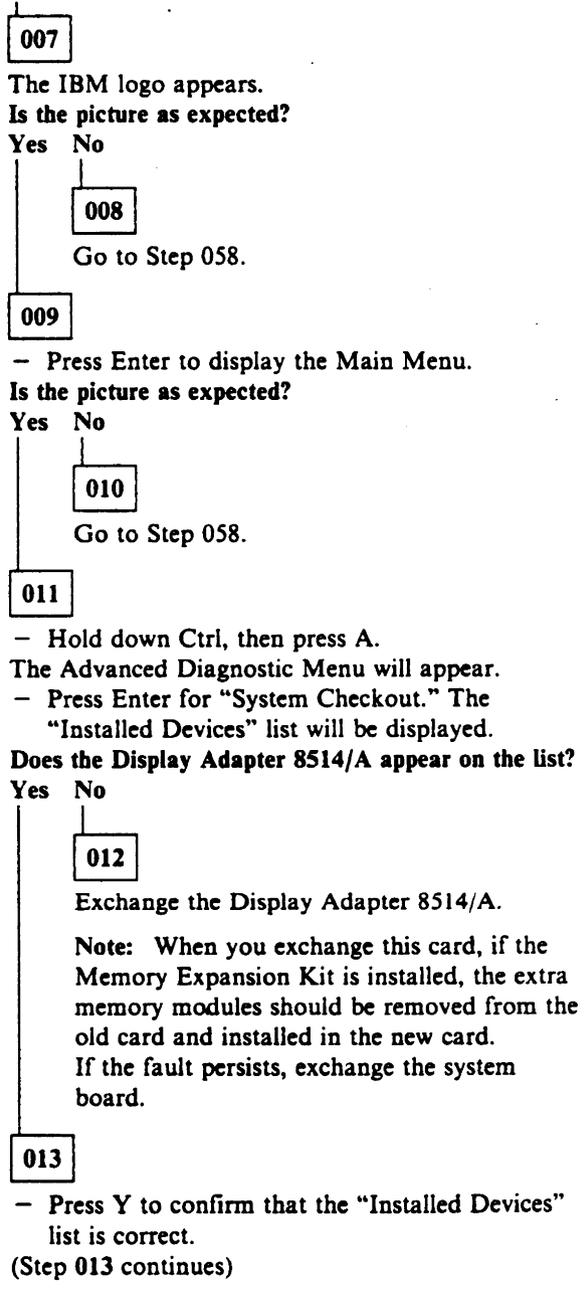 007
The IBM logo appears.
Is the picture as expected?
Yes No
008
Go to Step 058.
009
– Press Enter to display the Main Menu.
Is the picture as expected?
Yes No
010
Go to Step 058.
011
– Hold down Ctrl, then press A.
The Advanced Diagnostic Menu will appear.
– Press Enter for “System Checkout.” The
“Installed Devices” list will be displayed.
Does the Display Adapter 8514/A appear on the list?
Yes No
012
Exchange the Display Adapter 8514/A.
Note: When you exchange this card, if the
Memory Expansion Kit is installed, the extra
memory modules should be removed from the
old card and installed in the new card.
If the fault persists, exchange the system
board.
013
– Press Y to confirm that the “Installed Devices”
list is correct.
(Step 013 continues)